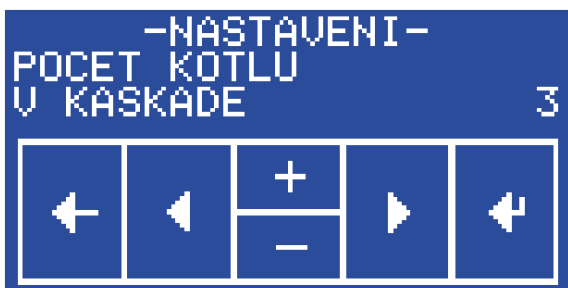 -NASTAVENI-
POCET KOTLU
V KASKADE 3
+
-